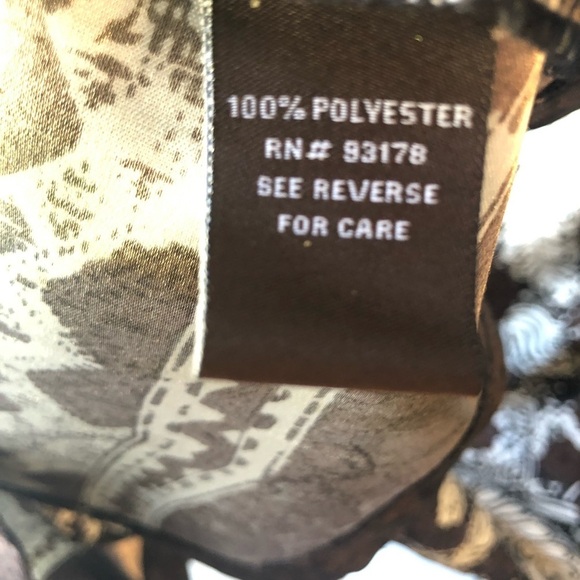 100% POLYESTER
RN# 93178
SEE REVERSE
FOR CARE